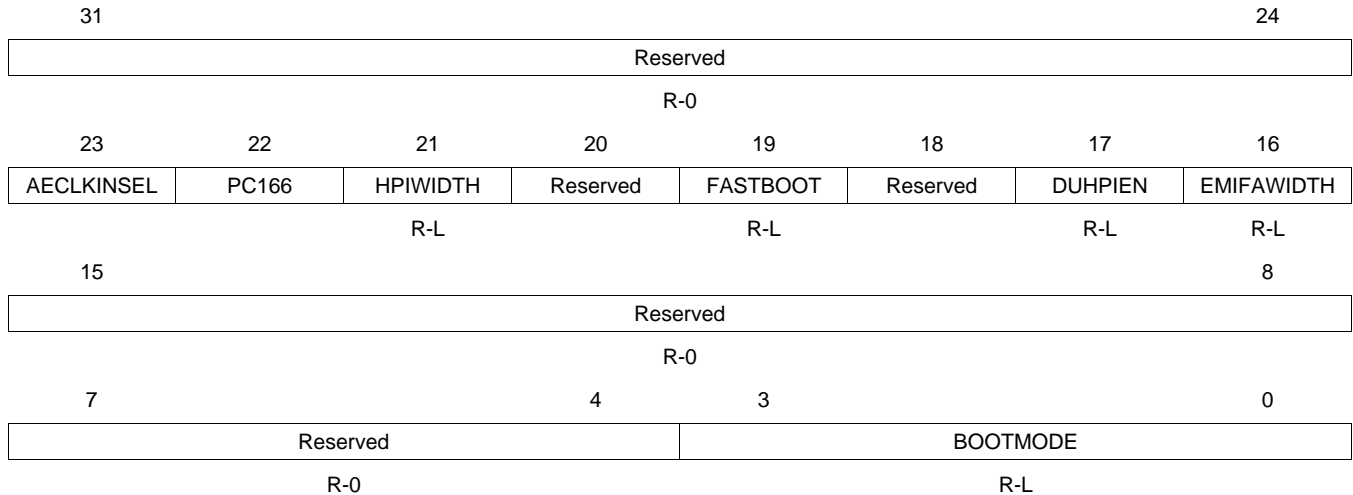 31 24
Reserved
R-0
23 22 21 20 19 18 17 16
AECLKINSEL PC166 HPIWIDTH Reserved FASTBOOT Reserved DUHPIEN EMIFAWIDTH
R-L R-L R-L R-L
15 8
Reserved
R-0
7 4 3 0
Reserved BOOTMODE
R-0 R-L